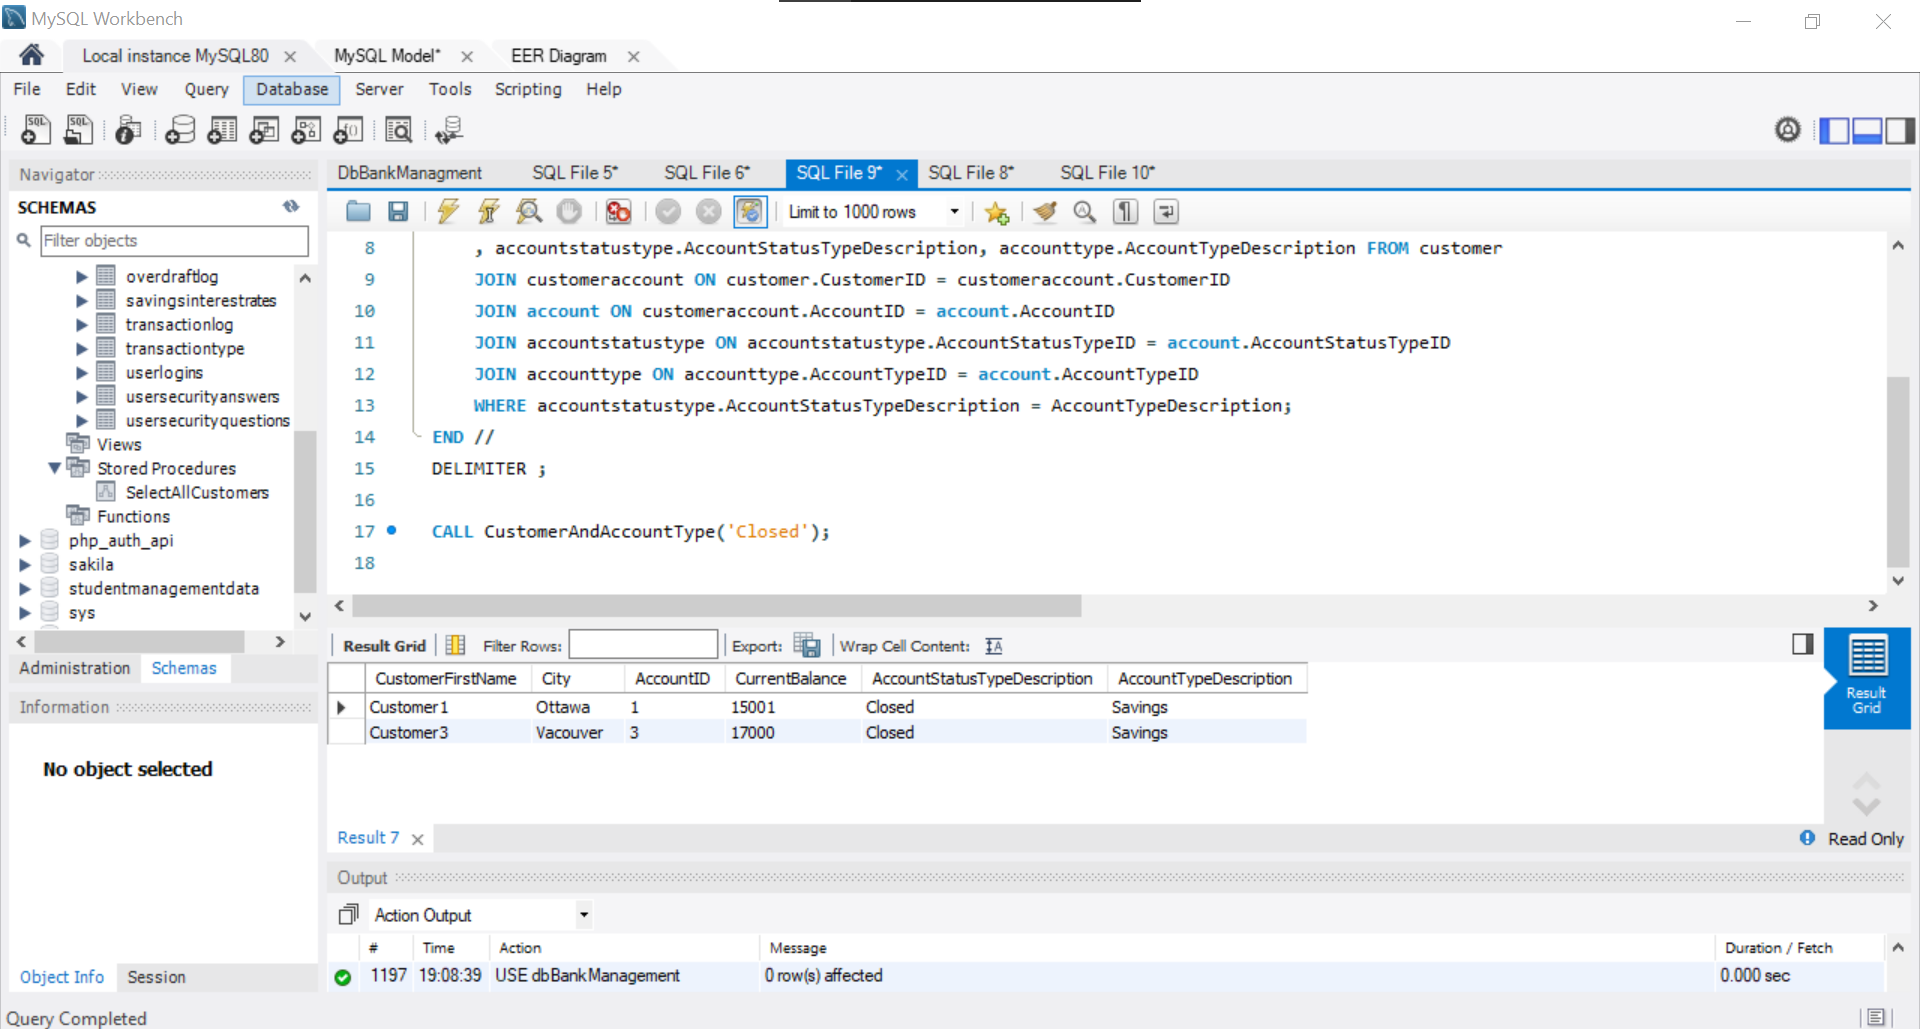 MySQL Workbench
Local instance MySQL80
MySQL Model*
EER Diagram
File Edit View Query Database Server Tools Scripting Help
Navigator
SCHEMAS
Filter objects
overdraftlog
savingsinterestrates
transactionlog
transactiontype
userlogins
usersecurityanswers
usersecurityquestions
Views
Stored Procedures
SelectAllCustomers
Functions
php_auth_api
sakila
studentmanagementdata
sys
Administration Schemas
Information
No object selected
Object Info Session
DbBankManagment SQL File 5* SQL File 6* SQL File 9* SQL File 8* SQL File 10*
Limit to 1000 rows
8 , accountstatustype.AccountStatusTypeDescription, accounttype.AccountTypeDescription FROM customer
9 JOIN customeraccount ON customer.CustomerID = customeraccount.CustomerID
10 JOIN account ON customeraccount.AccountID = account.AccountID
11 JOIN accountstatustype ON accountstatustype.AccountStatusTypeID = account.AccountStatusTypeID
12 JOIN accounttype ON accounttype.AccountTypeID = account.AccountTypeID
13 WHERE accountstatustype.AccountStatusTypeDescription = AccountTypeDescription;
14 END //
15 DELIMITER ;
16
17 CALL CustomerAndAccountType('Closed');
18
Result Grid Filter Rows: Export: Wrap Cell Content:
CustomerFirstName City AccountID CurrentBalance AccountStatusTypeDescription AccountTypeDescription
Customer1 Ottawa 1 15001 Closed Savings
Customer3 Vacouver 3 17000 Closed Savings
Result
Grid
Result 7
Read Only
Output
Action Output
# Time Action Message Duration / Fetch
1197 19:08:39 USE dbBankManagement 0 row(s) affected 0.000 sec
Query Completed